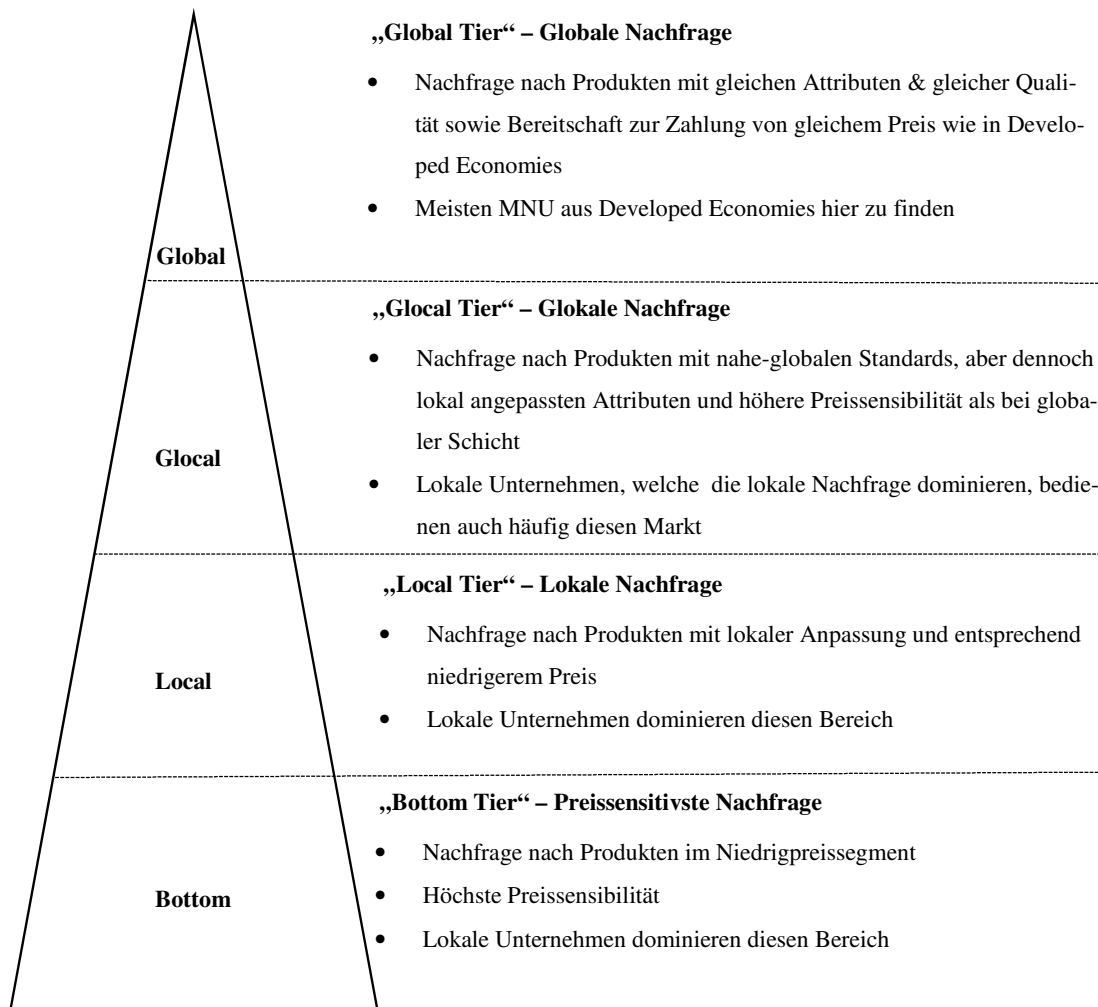 „Global Tier“ – Globale Nachfrage
• Nachfrage nach Produkten mit gleichen Attributen & gleicher Quali-
tät sowie Bereitschaft zur Zahlung von gleichem Preis wie in Develo-
ped Economies
• Meisten MNU aus Developed Economies hier zu finden
Global
„Glocal Tier“ – Glokale Nachfrage
• Nachfrage nach Produkten mit nahe-globalen Standards, aber dennoch
lokal angepassten Attributen und höhere Preissensibilität als bei globa-
ler Schicht
Glocal
• Lokale Unternehmen, welche die lokale Nachfrage dominieren, bedie-
nen auch häufig diesen Markt
„Local Tier“ – Lokale Nachfrage
• Nachfrage nach Produkten mit lokaler Anpassung und entsprechend
niedrigerem Preis
Local
• Lokale Unternehmen dominieren diesen Bereich
„Bottom Tier“ – Preissensitivste Nachfrage
• Nachfrage nach Produkten im Niedrigpreissegment
Bottom
• Höchste Preissensibilität
• Lokale Unternehmen dominieren diesen Bereich